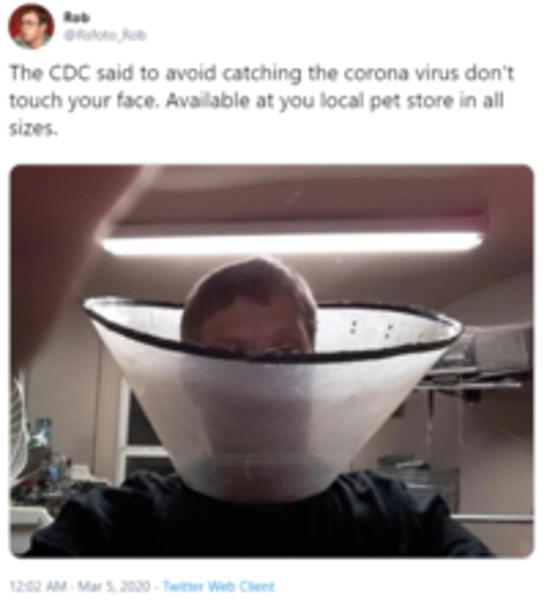 Rob
@Rsfoto_Rob
The CDC said to avoid catching the corona virus don't
touch your face. Available at you local pet store in all
sizes.
12:02 AM · Mar 5, 2020 · Twitter Web Client